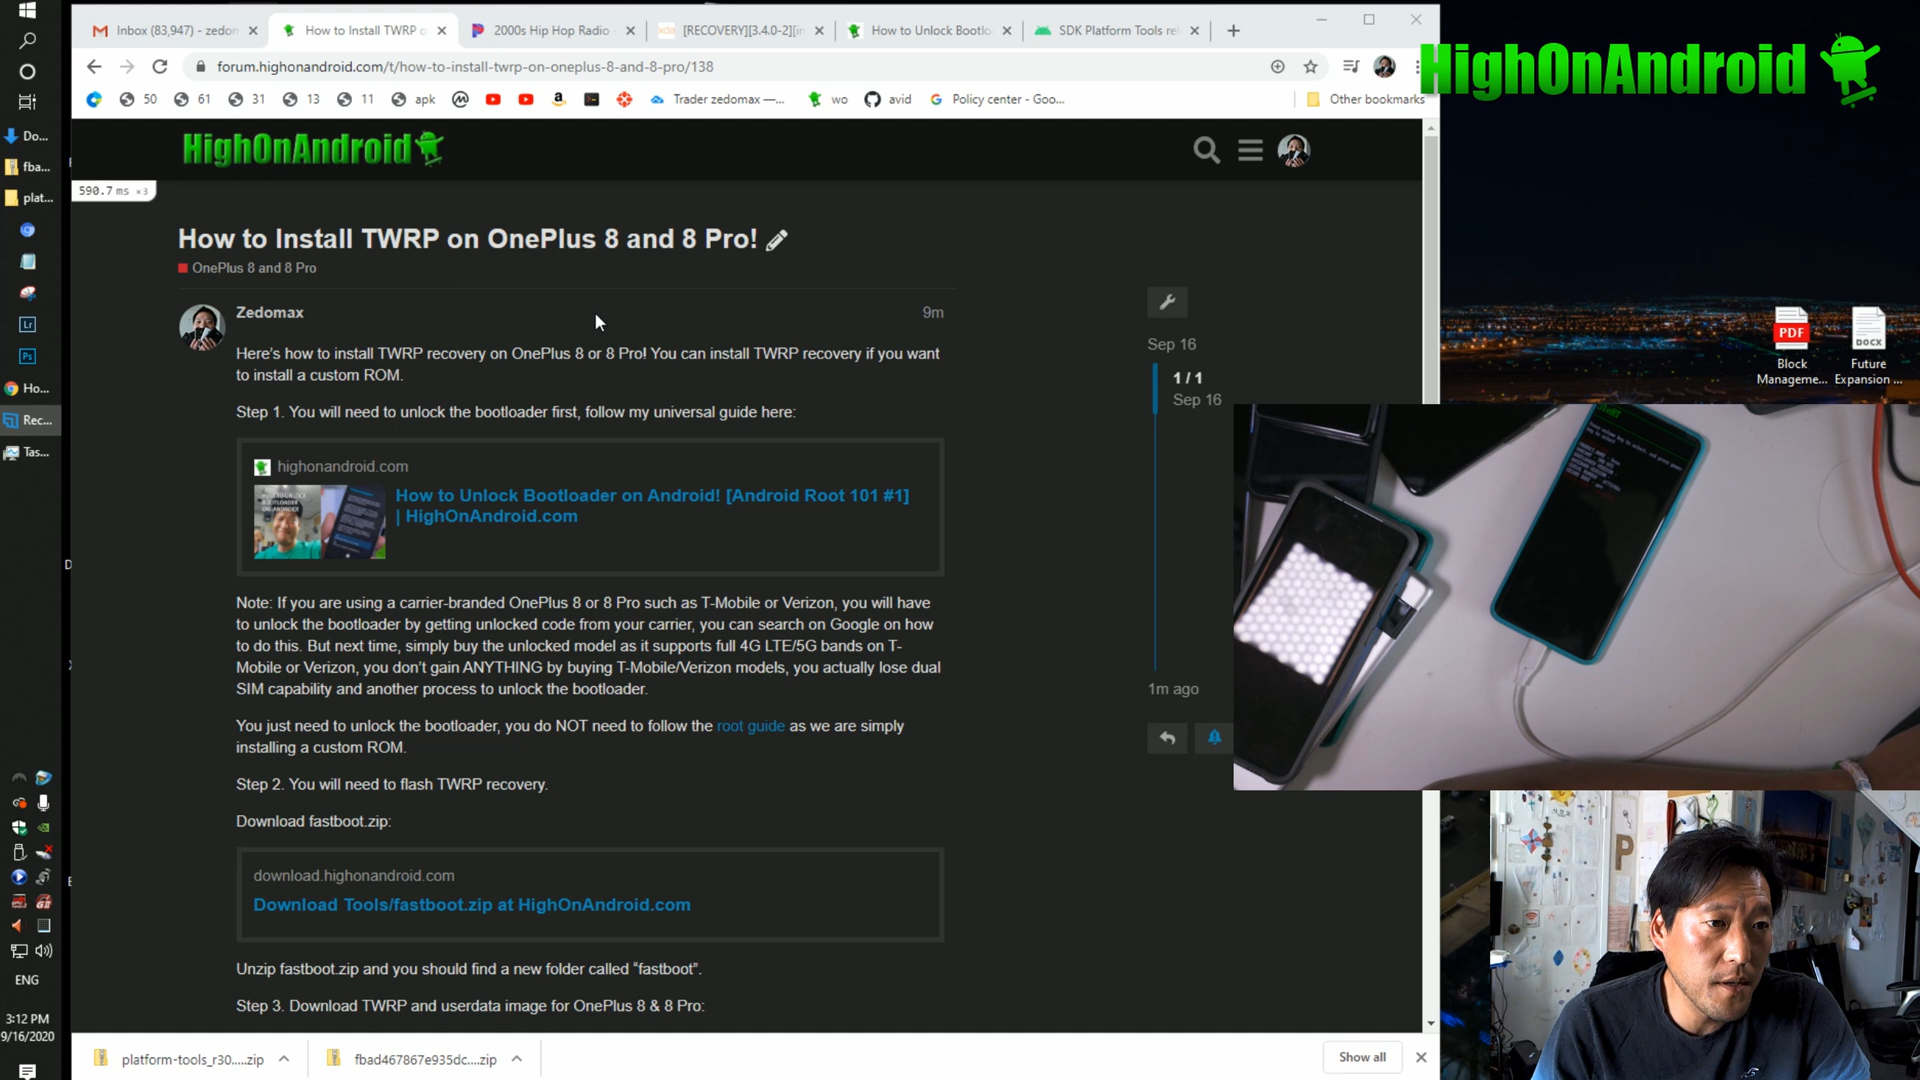 Inbox (83,947) - zedon
How to Install TWRP o
2000s Hip Hop Radio
[RECOVERY][3.4.0-2][in
How to Unlock Bootlo
SDK Platform Tools rel
forum.highonandroid.com/t/how-to-install-twrp-on-oneplus-8-and-8-pro/138
50
61
31
13
11
apk
Trader zedomax —...
wo
avid
Policy center - Goo...
Other bookmarks
HighOnAndroid
HighOnAndroid
590.7 ms ×3
How to Install TWRP on OnePlus 8 and 8 Pro!
OnePlus 8 and 8 Pro
Zedomax
9m
Here's how to install TWRP recovery on OnePlus 8 or 8 Pro! You can install TWRP recovery if you want
to install a custom ROM.
Step 1. You will need to unlock the bootloader first, follow my universal guide here:
highonandroid.com
How to Unlock Bootloader on Android! [Android Root 101 #1]
| HighOnAndroid.com
Note: If you are using a carrier-branded OnePlus 8 or 8 Pro such as T-Mobile or Verizon, you will have
to unlock the bootloader by getting unlocked code from your carrier, you can search on Google on how
to do this. But next time, simply buy the unlocked model as it supports full 4G LTE/5G bands on T-
Mobile or Verizon, you don't gain ANYTHING by buying T-Mobile/Verizon models, you actually lose dual
SIM capability and another process to unlock the bootloader.
You just need to unlock the bootloader, you do NOT need to follow the root guide as we are simply
installing a custom ROM.
Step 2. You will need to flash TWRP recovery.
Download fastboot.zip:
download.highonandroid.com
Download Tools/fastboot.zip at HighOnAndroid.com
Unzip fastboot.zip and you should find a new folder called “fastboot”.
Step 3. Download TWRP and userdata image for OnePlus 8 & 8 Pro:
Sep 16
1 / 1
Sep 16
1m ago
PDF
Block
Manageme...
DOCX
Future
Expansion ...
Do...
fba...
plat...
Lr
Ps
Ho...
Rec...
Tas...
ENG
3:12 PM
9/16/2020
platform-tools_r30.....zip
fbad467867e935dc....zip
Show all